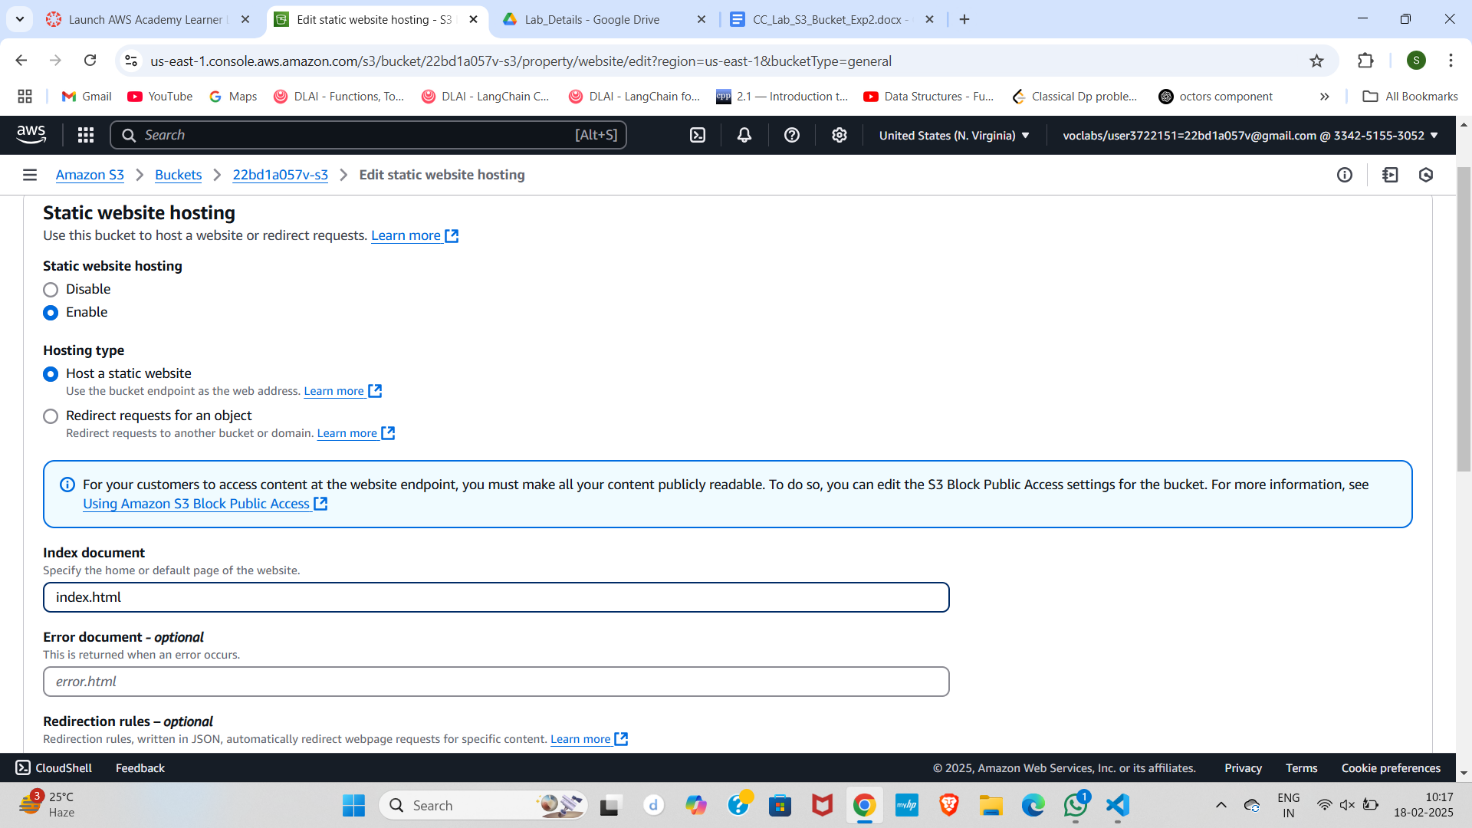 Launch AWS Academy Learner
Edit static website hosting - S3
Lab_Details - Google Drive
CC_Lab_S3_Bucket_Exp2.docx -
us-east-1.console.aws.amazon.com/s3/bucket/22bd1a057v-s3/property/website/edit?region=us-east-1&bucketType=general
S
Gmail
YouTube
Maps
DLAI - Functions, To...
DLAI - LangChain C...
DLAI - LangChain fo...
2.1 — Introduction t...
Data Structures - Fu...
Classical Dp proble...
octors component
All Bookmarks
aws
Search
[Alt+S]
United States (N. Virginia)
voclabs/user3722151=22bd1a057v@gmail.com @ 3342-5155-3052
Amazon S3
Buckets
22bd1a057v-s3
Edit static website hosting
Static website hosting
Use this bucket to host a website or redirect requests. Learn more
Static website hosting
Disable
Enable
Hosting type
Host a static website
Use the bucket endpoint as the web address. Learn more
Redirect requests for an object
Redirect requests to another bucket or domain. Learn more
For your customers to access content at the website endpoint, you must make all your content publicly readable. To do so, you can edit the S3 Block Public Access settings for the bucket. For more information, see
Using Amazon S3 Block Public Access
Index document
Specify the home or default page of the website.
index.html
Error document - optional
This is returned when an error occurs.
error.html
Redirection rules – optional
Redirection rules, written in JSON, automatically redirect webpage requests for specific content. Learn more
CloudShell
Feedback
© 2025, Amazon Web Services, Inc. or its affiliates.
Privacy
Terms
Cookie preferences
3
25°C
Haze
Search
d
myhp
1
ENG
IN
10:17
18-02-2025